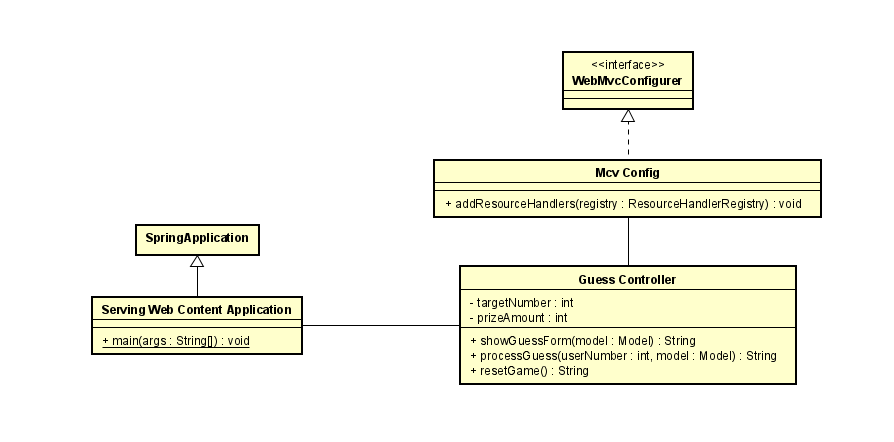 <<interface>>
WebMvcConfigurer
Mcv Config
+ addResourceHandlers(registry : ResourceHandlerRegistry) : void
SpringApplication
Serving Web Content Application
+ main(args : String[]) : void
Guess Controller
- targetNumber : int
- prizeAmount : int
+ showGuessForm(model : Model) : String
+ processGuess(userNumber : int, model : Model) : String
+ resetGame() : String